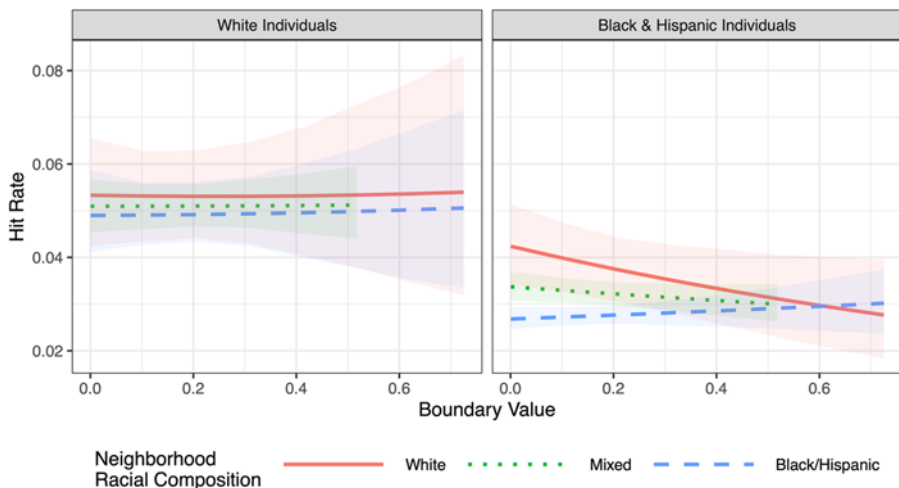 White Individuals
Black & Hispanic Individuals
Hit Rate
0.08
0.06
0.04
0.02
0.0 0.2 0.4 0.6
0.0 0.2 0.4 0.6
Boundary Value
Neighborhood
Racial Composition
White
Mixed
Black/Hispanic